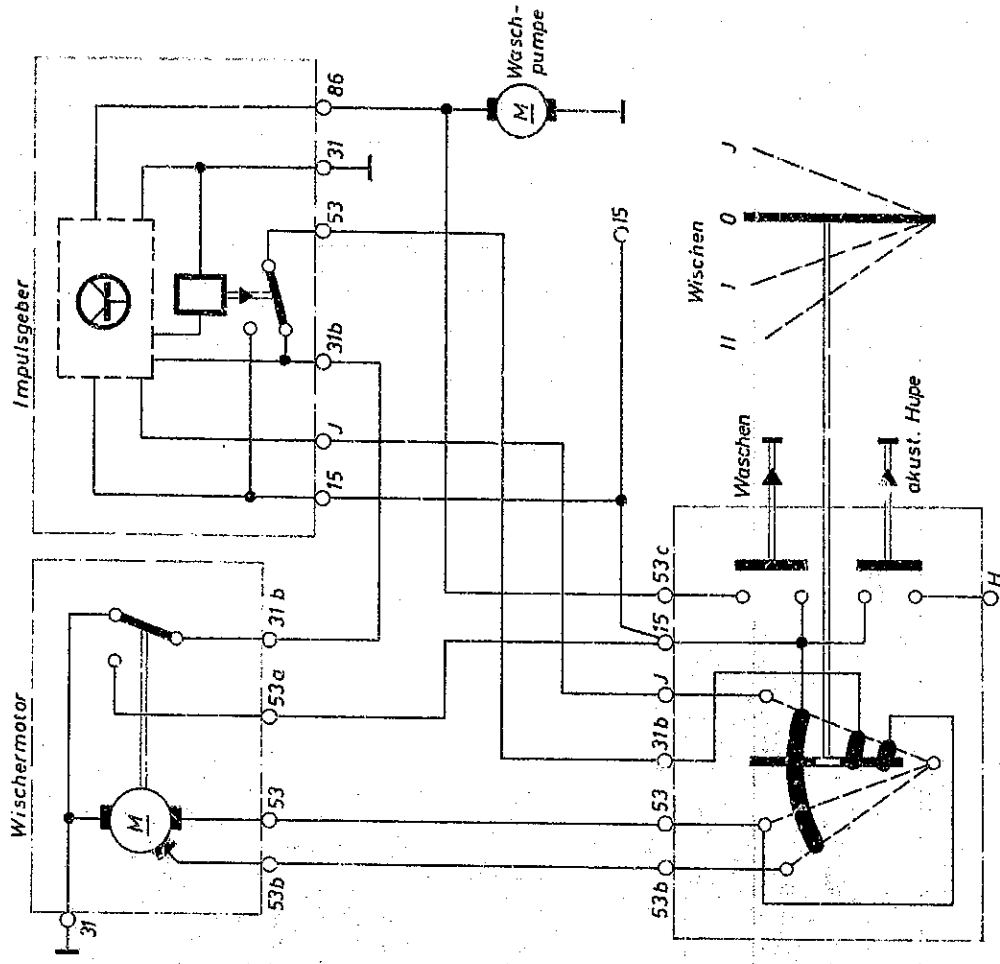 Impulsgeber
86
31
53
31b
J
15
Wasch-
pumpe
M
Wischermotor
M
31 b
53a
53
53b
31
15
Wischen
J
0
I
II
Waschen
akust. Hupe
53c
15
J
31b
53
53b
H